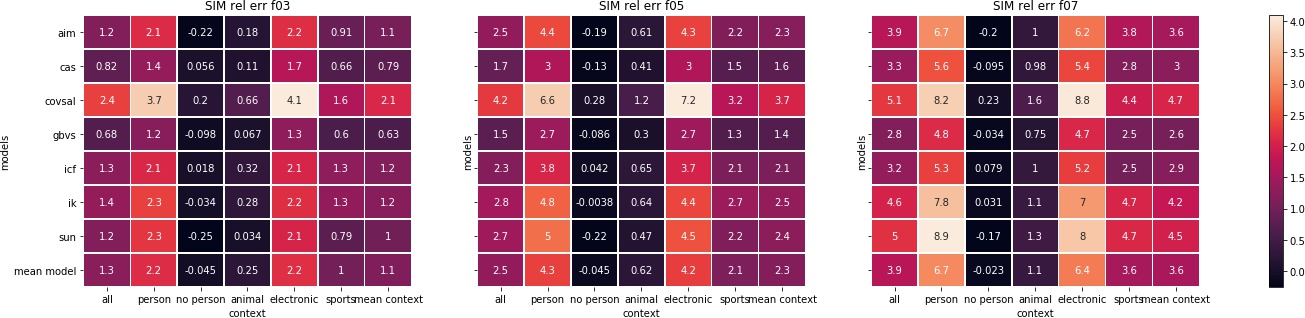 SIM rel err f03
models
aim 1.2 2.1 -0.22 0.18 2.2 0.91 1.1
cas 0.82 1.4 0.056 0.11 1.7 0.66 0.79
covsal 2.4 3.7 0.2 0.66 4.1 1.6 2.1
gbvs 0.68 1.2 -0.098 0.067 1.3 0.6 0.63
icf 1.3 2.1 0.018 0.32 2.1 1.3 1.2
ik 1.4 2.3 -0.034 0.28 2.2 1.3 1.2
sun 1.2 2.3 -0.25 0.034 2.1 0.79 1
mean model 1.3 2.2 -0.045 0.25 2.2 1 1.1
all person no person animal electronic sports mean context
context
SIM rel err f05
models
2.5 4.4 -0.19 0.61 4.3 2.2 2.3
1.7 3 -0.13 0.41 3 1.5 1.6
4.2 6.6 0.28 1.2 7.2 3.2 3.7
1.5 2.7 -0.086 0.3 2.7 1.3 1.4
2.3 3.8 0.042 0.65 3.7 2.1 2.1
2.8 4.8 -0.0038 0.64 4.4 2.7 2.5
2.7 5 -0.22 0.47 4.5 2.2 2.4
2.5 4.3 -0.045 0.62 4.2 2.1 2.3
all person no person animal electronic sports mean context
context
SIM rel err f07
models
3.9 6.7 -0.2 1 6.2 3.8 3.6
3.3 5.6 -0.095 0.98 5.4 2.8 3
5.1 8.2 0.23 1.6 8.8 4.4 4.7
2.8 4.8 -0.034 0.75 4.7 2.5 2.6
3.2 5.3 0.079 1 5.2 2.5 2.9
4.6 7.8 0.031 1.1 7 4.7 4.2
5 8.9 -0.17 1.3 8 4.7 4.5
3.9 6.7 -0.023 1.1 6.4 3.6 3.6
all person no person animal electronic sports mean context
context
4.0
3.5
3.0
2.5
2.0
1.5
1.0
0.5
0.0